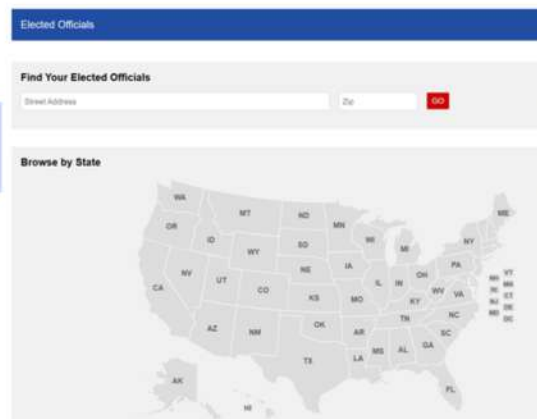 Elected Officials
Find Your Elected Officials
Street Address
Zip
GO
Browse by State
WA
MT
ND
MN
ME
OR
ID
SD
WI
MI
NY
WY
IA
PA
NV
NE
IL
IN
OH
VT
NH
UT
CO
MA
CA
KS
MO
WV
VA
CT
KY
NJ
DE
NC
MD
DC
TN
AZ
NM
OK
AR
SC
MS
AL
GA
LA
TX
AK
FL
HI